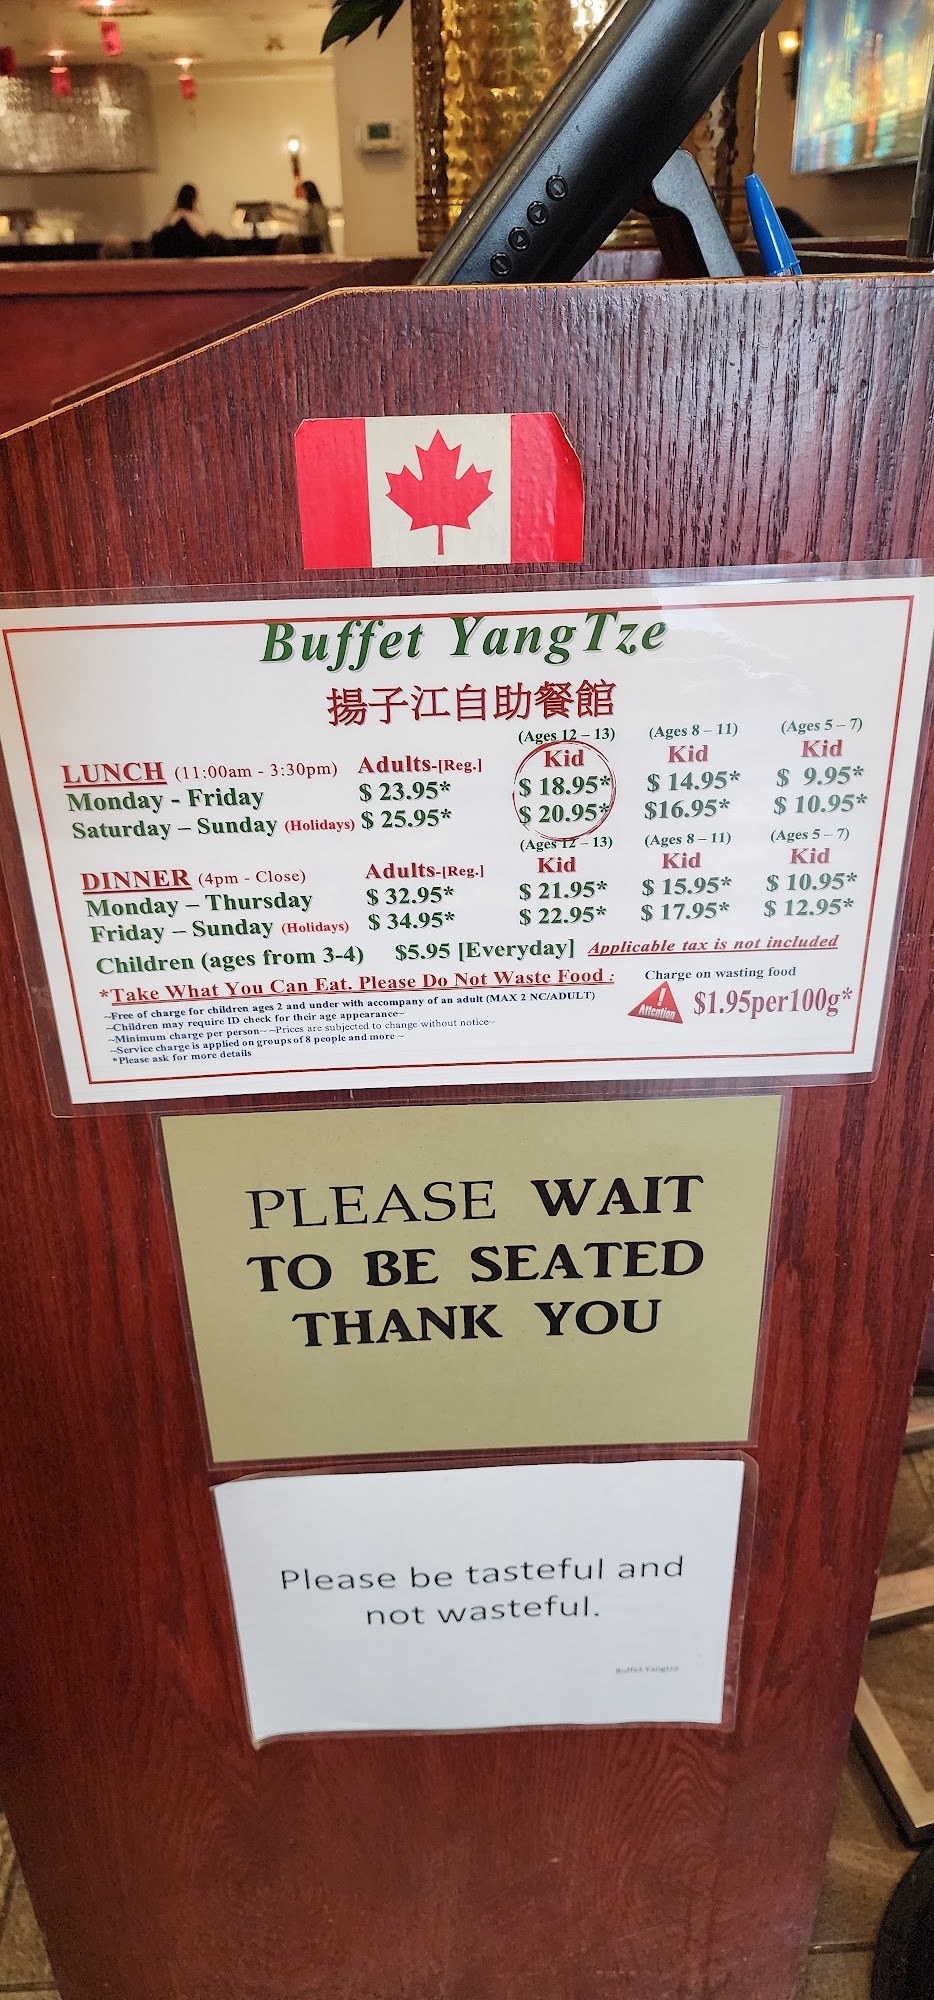 Buffet YangTze
揚子江自助餐館
(Ages 12 – 13) (Ages 8 – 11) (Ages 5 – 7)
LUNCH (11:00am - 3:30pm) Adults-[Reg.] Kid Kid Kid
Monday - Friday $ 23.95* $ 18.95* $ 14.95* $ 9.95*
Saturday – Sunday (Holidays) $ 25.95* $ 20.95* $16.95* $ 10.95*
(Ages 12 – 13) (Ages 8 – 11) (Ages 5 – 7)
DINNER (4pm - Close) Adults-[Reg.] Kid Kid Kid
Monday – Thursday $ 32.95* $ 21.95* $ 15.95* $ 10.95*
Friday – Sunday (Holidays) $ 34.95* $ 22.95* $ 17.95* $ 12.95*
Children (ages from 3-4) $5.95 [Everyday] Applicable tax is not included
*Take What You Can Eat. Please Do Not Waste Food : Charge on wasting food
~Free of charge for children ages 2 and under with accompany of an adult (MAX 2 NC/ADULT)
! Attention $1.95per100g*
~Children may require ID check for their age appearance~
~Minimum charge per person~ ~Prices are subjected to change without notice~
~Service charge is applied on groups of 8 people and more ~
*Please ask for more details
PLEASE WAIT
TO BE SEATED
THANK YOU
Please be tasteful and
not wasteful.
Buffet Yangtze